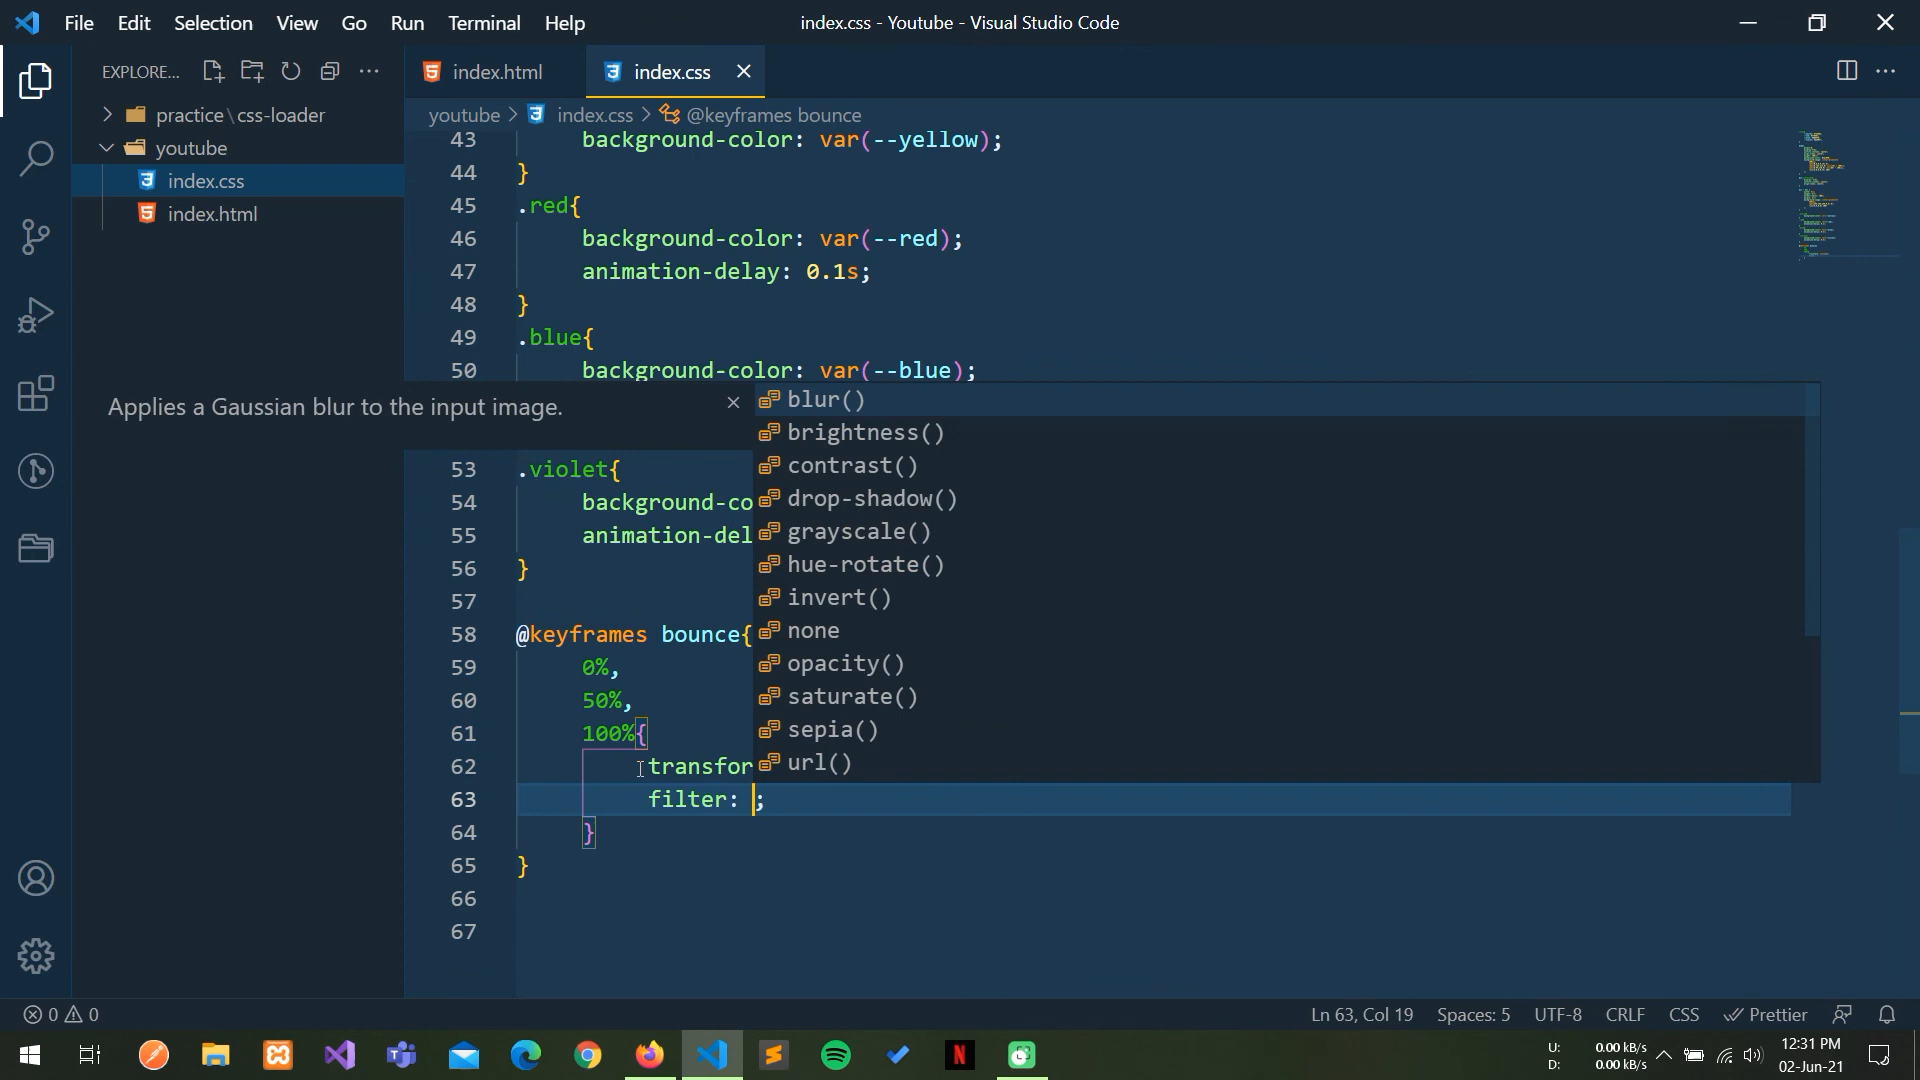 File Edit Selection View Go Run Terminal Help
index.css - Youtube - Visual Studio Code
EXPLORE...
index.html
index.css
practice\css-loader
youtube
index.css
index.html
youtube > index.css > @keyframes bounce
43 background-color: var(--yellow);
44 }
45 .red{
46 background-color: var(--red);
47 animation-delay: 0.1s;
48 }
49 .blue{
50 background-color: var(--blue);
Applies a Gaussian blur to the input image.
blur()
brightness()
contrast()
drop-shadow()
grayscale()
hue-rotate()
invert()
none
opacity()
saturate()
sepia()
url()
53 .violet{
54 background-co
55 animation-del
56 }
57
58 @keyframes bounce{
59 0%,
60 50%,
61 100%{
62 transfor
63 filter: ;
64 }
65 }
66
67
0 0
Ln 63, Col 19 Spaces: 5 UTF-8 CRLF CSS Prettier
U: 0.00 kB/s
D: 0.00 kB/s
12:31 PM
02-Jun-21